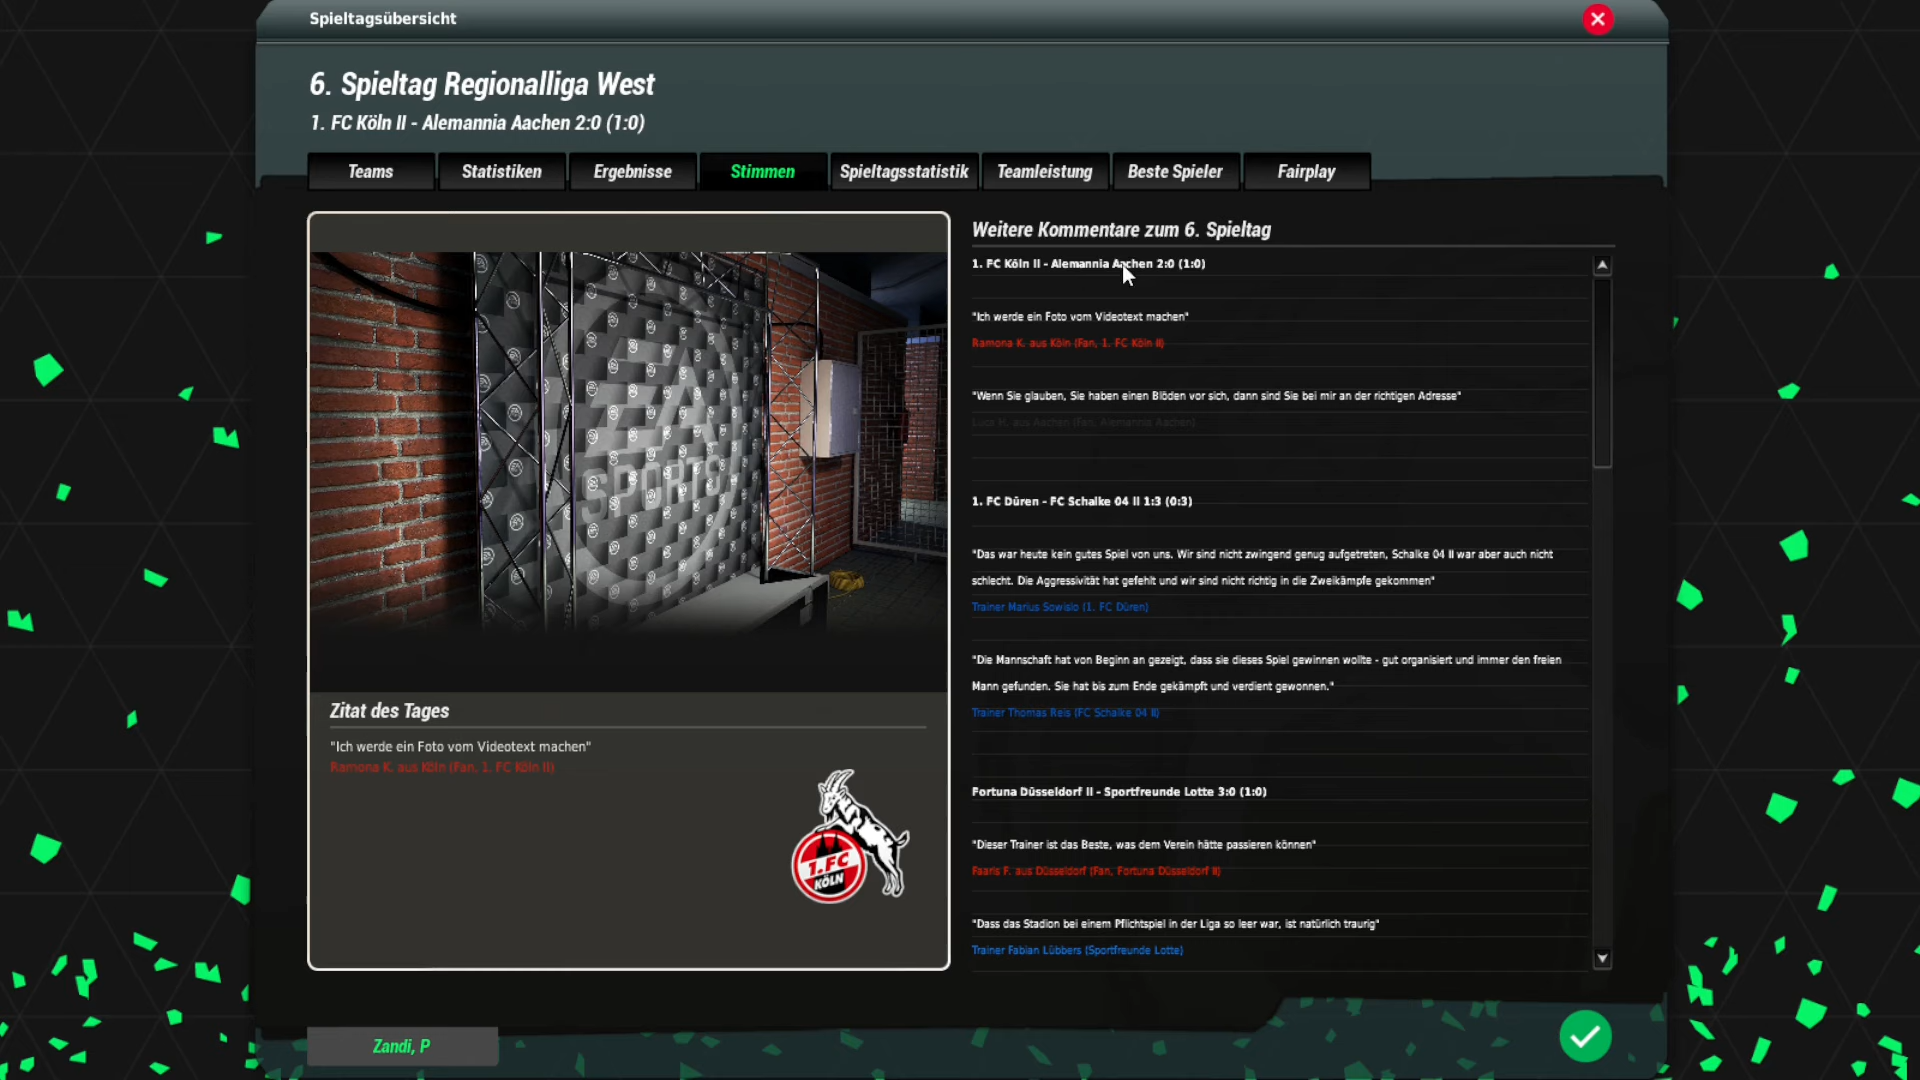 Spieltagsübersicht
6. Spieltag Regionalliga West
1. FC Köln II - Alemannia Aachen 2:0 (1:0)
Teams
Statistiken
Ergebnisse
Stimmen
Spieltagsstatistik
Teamleistung
Beste Spieler
Fairplay
EA
SPORTS
Zitat des Tages
"Ich werde ein Foto vom Videotext machen"
Ramona K. aus Köln (Fan, 1. FC Köln II)
1.FC
KÖLN
Weitere Kommentare zum 6. Spieltag
1. FC Köln II - Alemannia Aachen 2:0 (1:0)
"Ich werde ein Foto vom Videotext machen"
Ramona K. aus Köln (Fan, 1. FC Köln II)
"Wenn Sie glauben, Sie haben einen Blöden vor sich, dann sind Sie bei mir an der richtigen Adresse"
Luca H. aus Aachen (Fan, Alemannia Aachen)
1. FC Düren - FC Schalke 04 II 1:3 (0:3)
"Das war heute kein gutes Spiel von uns. Wir sind nicht zwingend genug aufgetreten, Schalke 04 II war aber auch nicht
schlecht. Die Aggressivität hat gefehlt und wir sind nicht richtig in die Zweikämpfe gekommen"
Trainer Marius Sowislo (1. FC Düren)
"Die Mannschaft hat von Beginn an gezeigt, dass sie dieses Spiel gewinnen wollte - gut organisiert und immer den freien
Mann gefunden. Sie hat bis zum Ende gekämpft und verdient gewonnen."
Trainer Thomas Reis (FC Schalke 04 II)
Fortuna Düsseldorf II - Sportfreunde Lotte 3:0 (1:0)
"Dieser Trainer ist das Beste, was dem Verein hätte passieren können"
Faaris F. aus Düsseldorf (Fan, Fortuna Düsseldorf II)
"Dass das Stadion bei einem Pflichtspiel in der Liga so leer war, ist natürlich traurig"
Trainer Fabian Lübbers (Sportfreunde Lotte)
Zandi, P